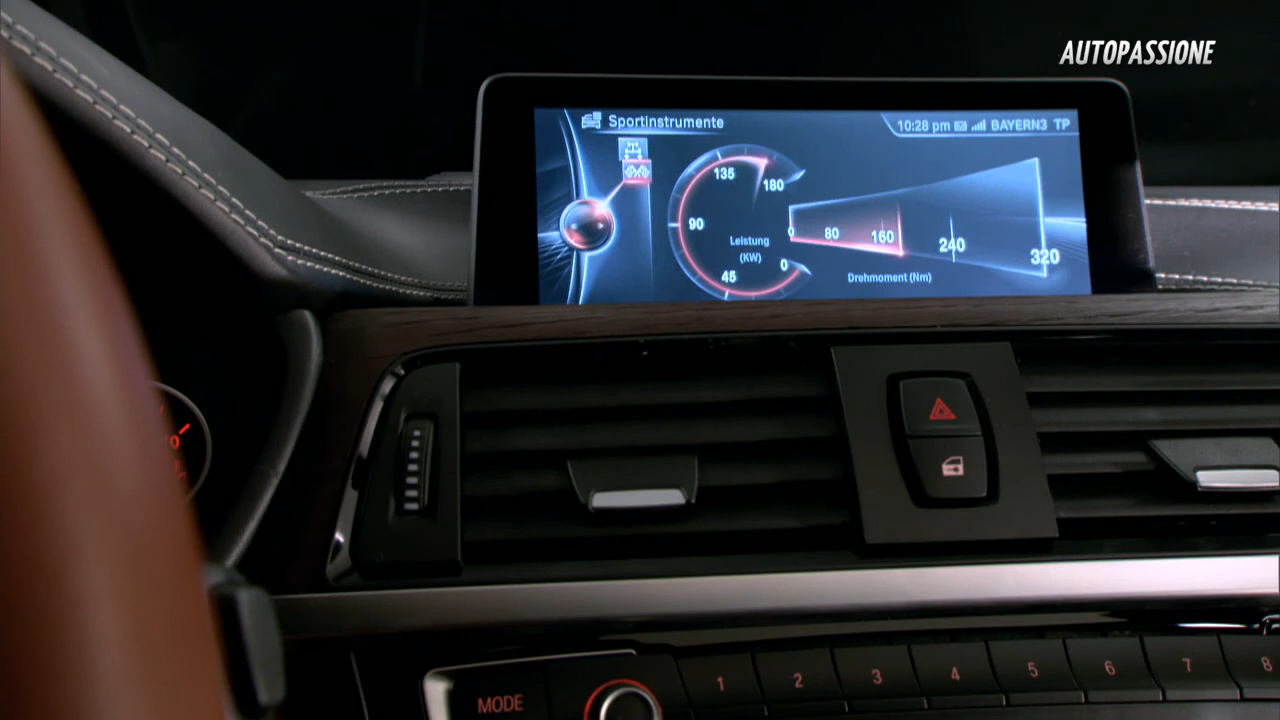 AUTOPASSIONE
Sportinstrumente
10:28 pm BAYERN3 TP
135
180
90
Leistung
(KW)
45
0
0 80 160 240 320
Drehmoment (Nm)
MODE
1 2 3 4 5 6 7 8